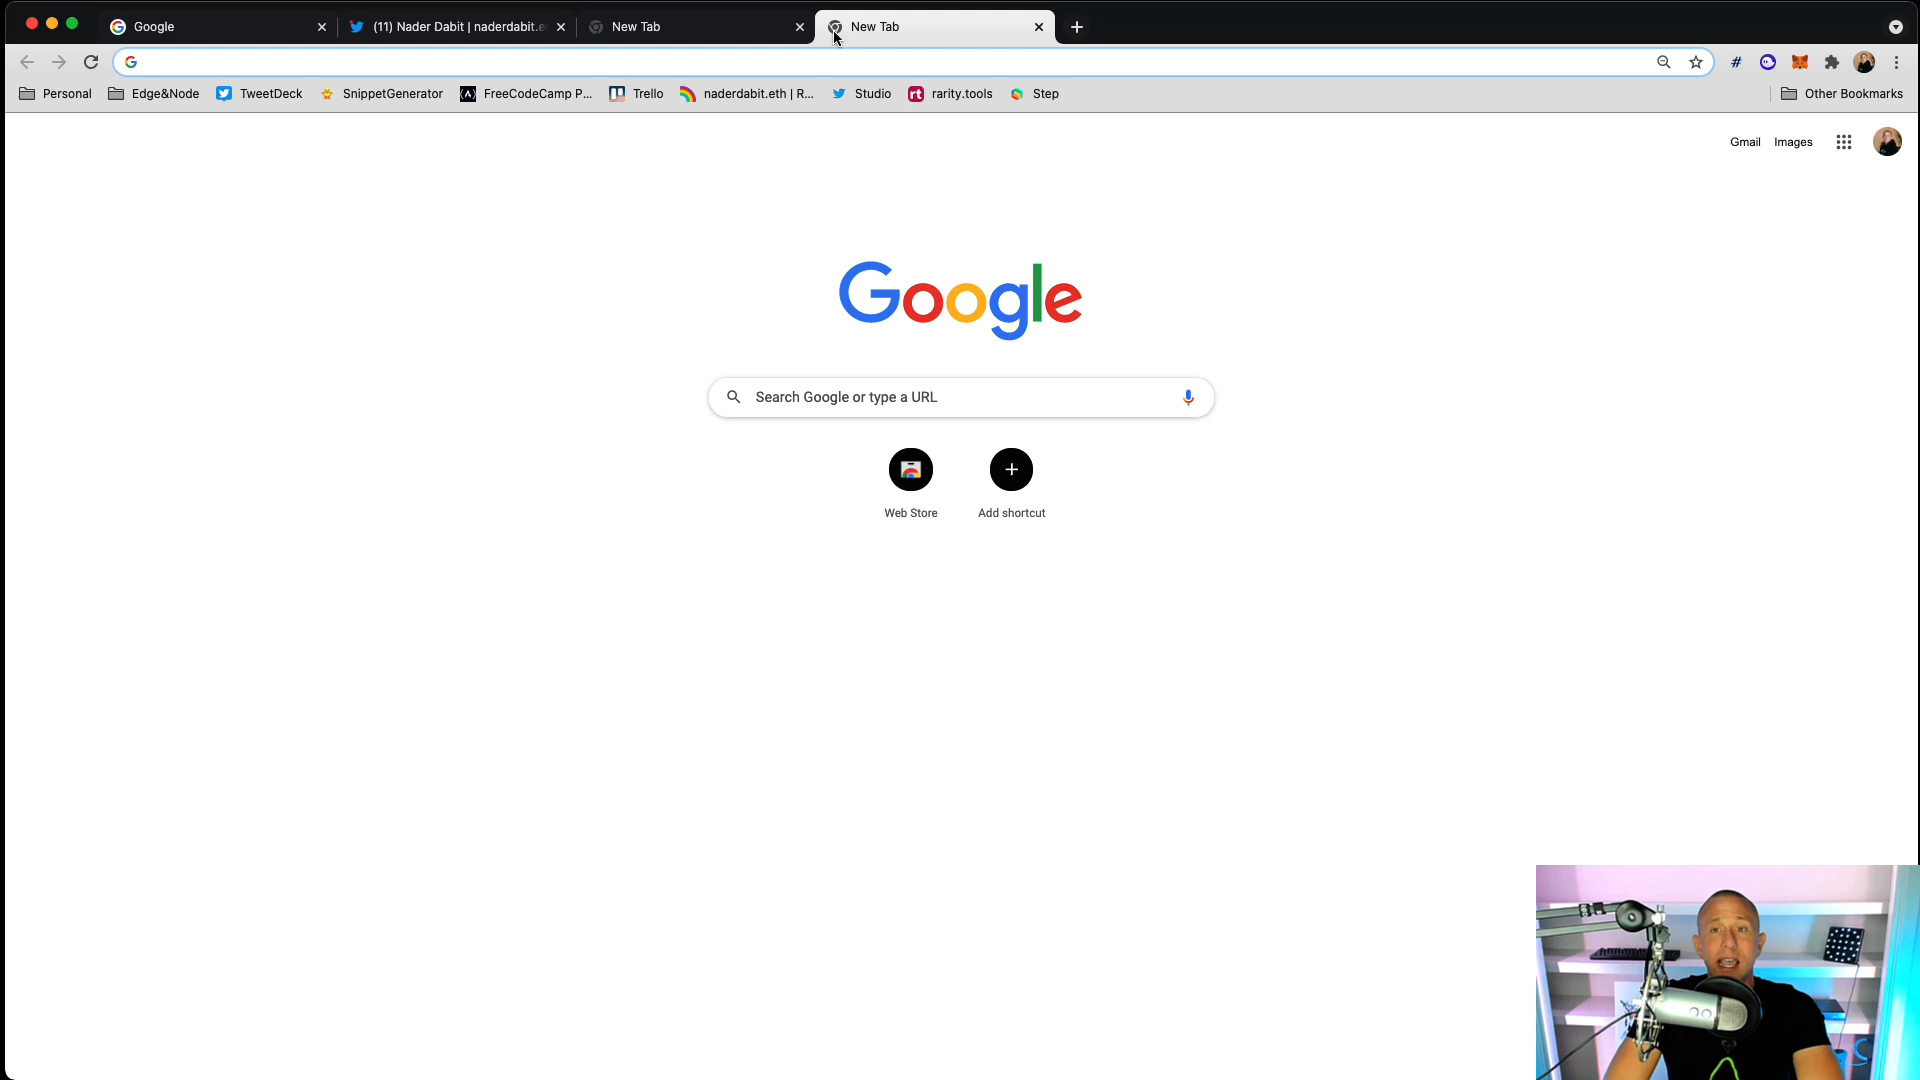 Google
(11) Nader Dabit | naderdabit.e
New Tab
New Tab
Personal
Edge&Node
TweetDeck
SnippetGenerator
FreeCodeCamp P...
Trello
naderdabit.eth | R...
Studio
rt
rarity.tools
Step
Other Bookmarks
Gmail
Images
Google
Search Google or type a URL
Web Store
Add shortcut